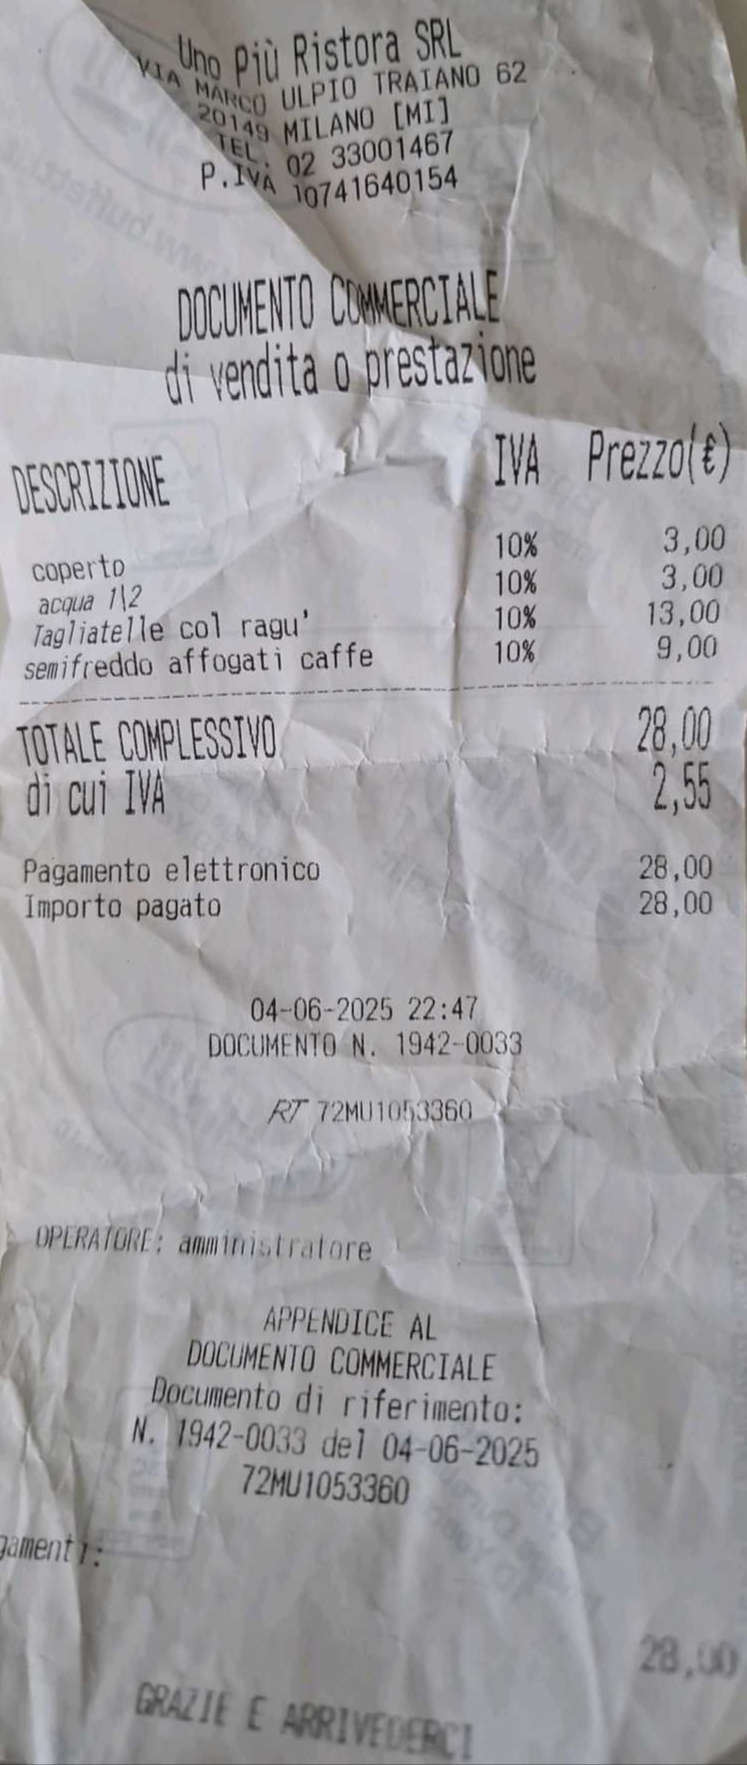 Uno Più Ristora SRL
VIA MARCO ULPIO TRAIANO 62
20149 MILANO [MI]
TEL. 02 33001467
P.IVA 10741640154
DOCUMENTO COMMERCIALE
di vendita o prestazione
DESCRIZIONE IVA Prezzo(€)
coperto 10% 3,00
acqua 1\2 10% 3,00
Tagliatelle col ragu' 10% 13,00
semifreddo affogati caffe 10% 9,00
TOTALE COMPLESSIVO 28,00
di cui IVA 2,55
Pagamento elettronico 28,00
Importo pagato 28,00
04-06-2025 22:47
DOCUMENTO N. 1942-0033
RT 72MU1053360
OPERATORE: amministratore
APPENDICE AL
DOCUMENTO COMMERCIALE
Documento di riferimento:
N. 1942-0033 del 04-06-2025
72MU1053360
gamenti:
28,00
GRAZIE E ARRIVEDERCI